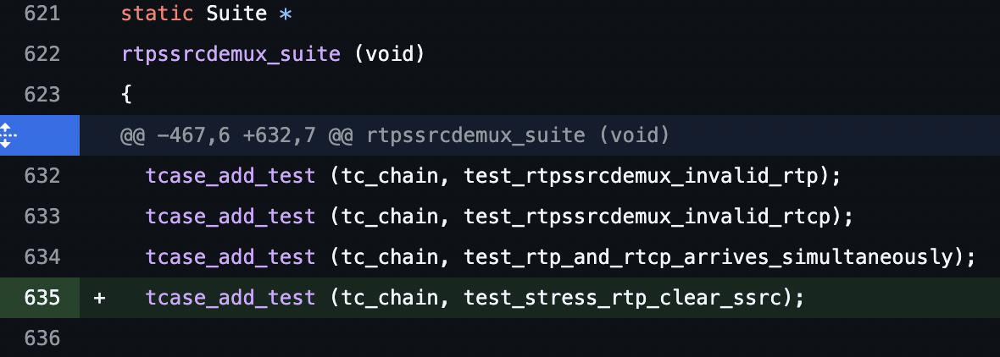 621 static Suite *
622 rtpssrcdemux_suite (void)
623 {
@@ -467,6 +632,7 @@ rtpssrcdemux_suite (void)
632 tcase_add_test (tc_chain, test_rtpssrcdemux_invalid_rtp);
633 tcase_add_test (tc_chain, test_rtpssrcdemux_invalid_rtcp);
634 tcase_add_test (tc_chain, test_rtp_and_rtcp_arrives_simultaneously);
635 + tcase_add_test (tc_chain, test_stress_rtp_clear_ssrc);
636